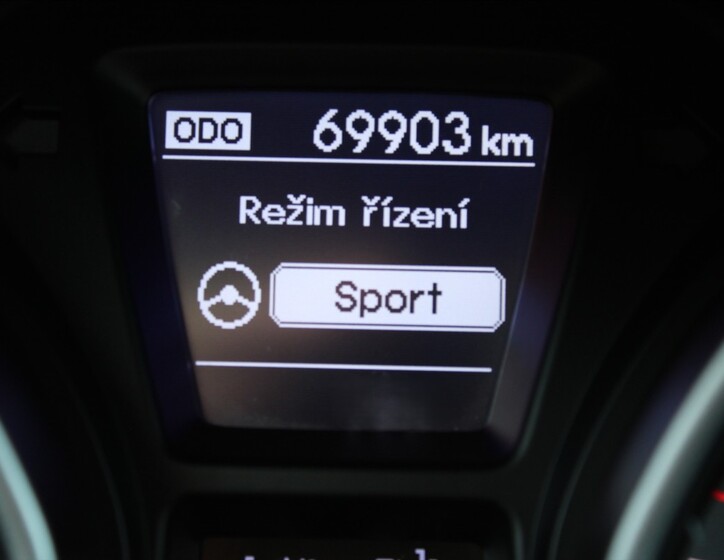 ODO 69903 km
Režim řízení
Sport